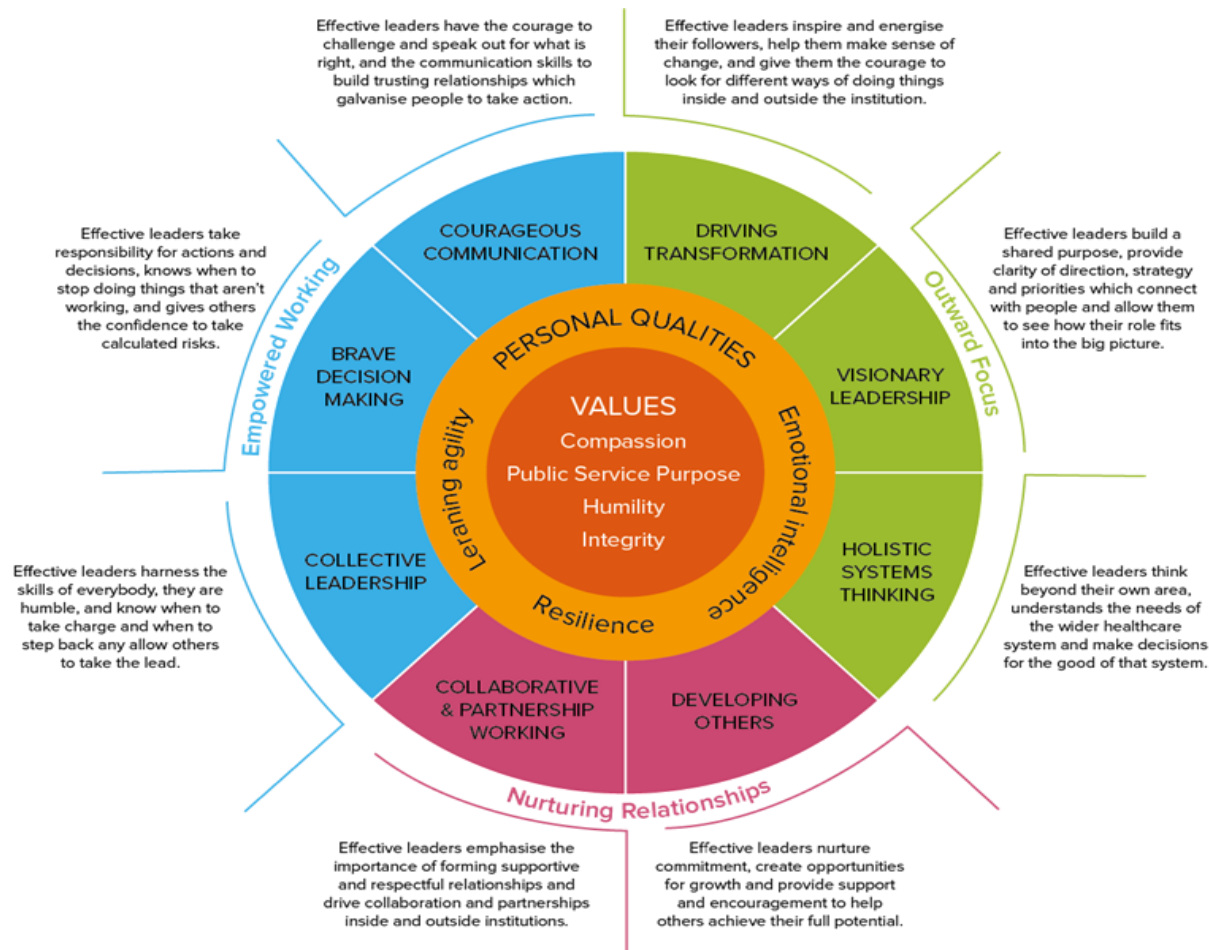 Effective leaders have the courage to
challenge and speak out for what is
right, and the communication skills to
build trusting relationships which
galvanise people to take action.
Effective leaders inspire and energise
their followers, help them make sense of
change, and give them the courage to
look for different ways of doing things
inside and outside the institution.
Effective leaders take
responsibility for actions and
decisions, knows when to
stop doing things that aren't
working, and gives others
the confidence to take
calculated risks.
Effective leaders build a
shared purpose, provide
clarity of direction, strategy
and priorities which connect
with people and allow them
to see how their role fits
into the big picture.
Empowered Working
Outward Focus
COURAGEOUS
COMMUNICATION
DRIVING
TRANSFORMATION
BRAVE
DECISION
MAKING
VISIONARY
LEADERSHIP
PERSONAL QUALITIES
Leraning agility
Emotional intelligence
Resilience
VALUES
Compassion
Public Service Purpose
Humility
Integrity
COLLECTIVE
LEADERSHIP
HOLISTIC
SYSTEMS
THINKING
COLLABORATIVE
& PARTNERSHIP
WORKING
DEVELOPING
OTHERS
Effective leaders harness the
skills of everybody, they are
humble, and know when to
take charge and when to
step back any allow others
to take the lead.
Effective leaders think
beyond their own area,
understands the needs of
the wider healthcare
system and make decisions
for the good of that system.
Nurturing Relationships
Effective leaders emphasise the
importance of forming supportive
and respectful relationships and
drive collaboration and partnerships
inside and outside institutions.
Effective leaders nurture
commitment, create opportunities
for growth and provide support
and encouragement to help
others achieve their full potential.